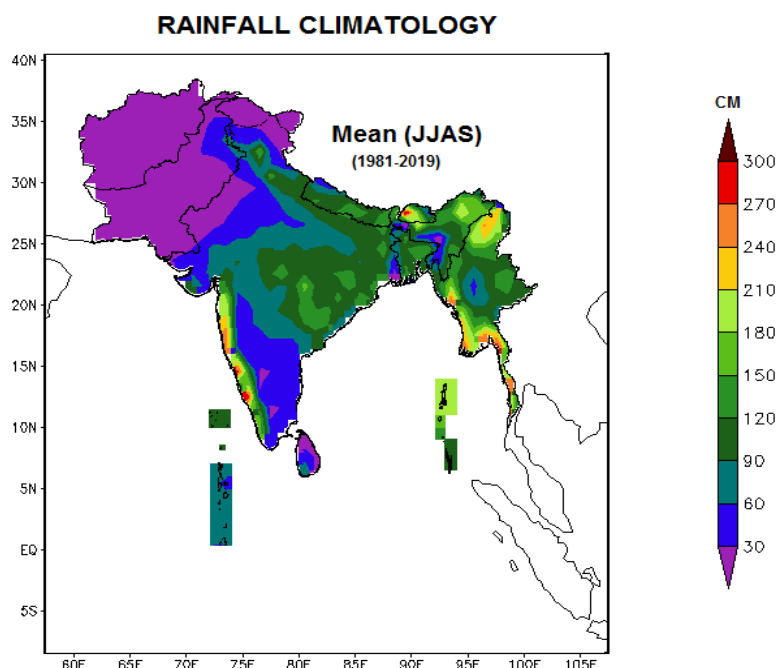 RAINFALL CLIMATOLOGY
40N
35N
30N
25N
20N
15N
10N
5N
EQ
5S
60E
65E
70E
75E
80E
85E
90E
95E
100E
105E
Mean (JJAS)
(1981-2019)
CM
300
270
240
210
180
150
120
90
60
30